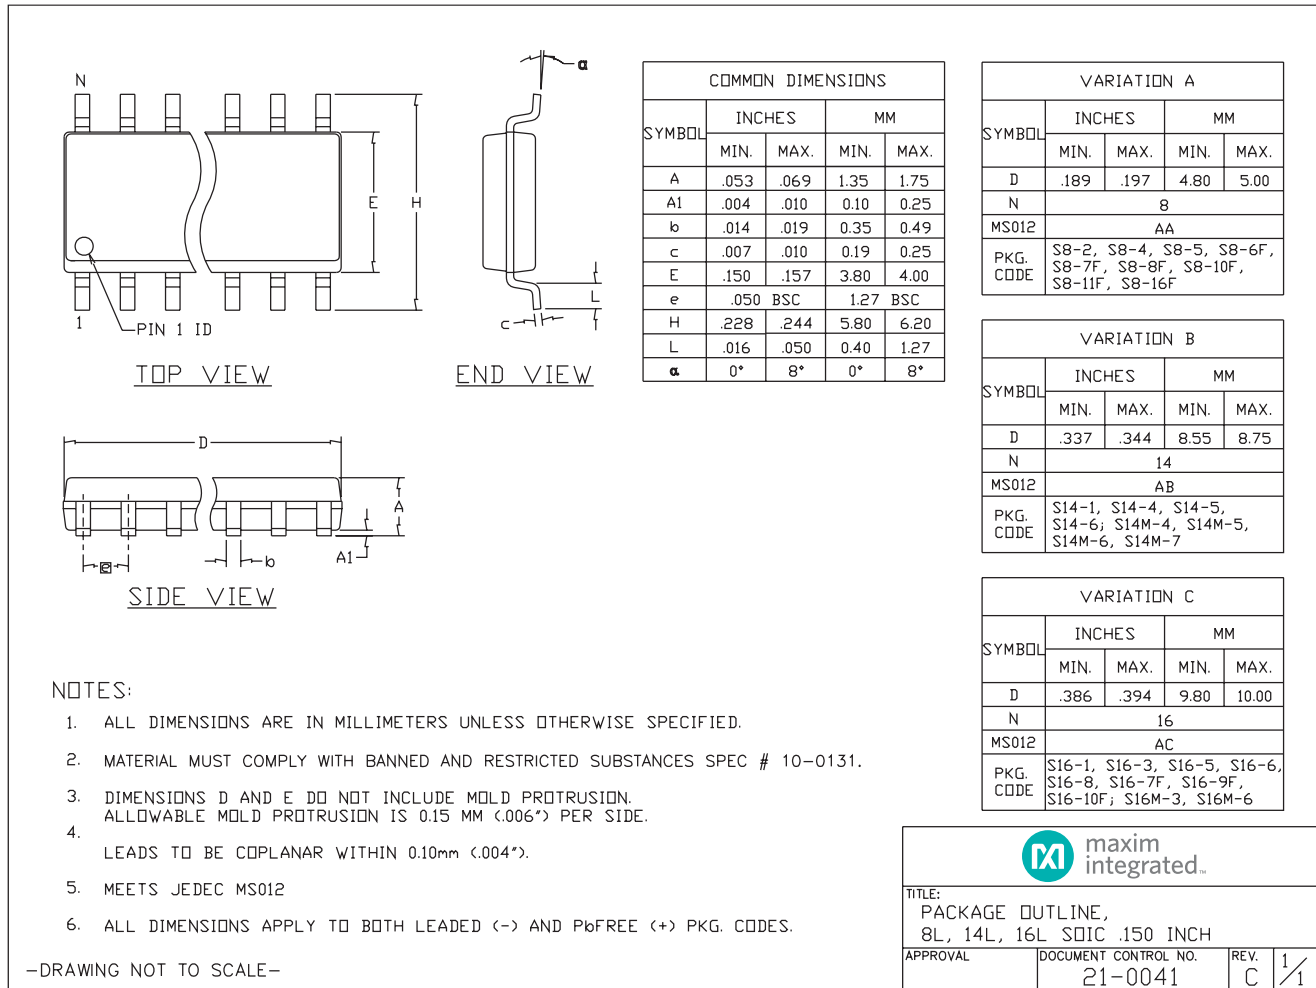 N
α
E
H
L
c
1
PIN 1 ID
TOP VIEW
END VIEW
D
A
A1
e
b
SIDE VIEW
COMMON DIMENSIONS
SYMBOL INCHES MM
MIN. MAX. MIN. MAX.
A .053 .069 1.35 1.75
A1 .004 .010 0.10 0.25
b .014 .019 0.35 0.49
c .007 .010 0.19 0.25
E .150 .157 3.80 4.00
e .050 BSC 1.27 BSC
H .228 .244 5.80 6.20
L .016 .050 0.40 1.27
α 0° 8° 0° 8°
VARIATION A
SYMBOL INCHES MM
MIN. MAX. MIN. MAX.
D .189 .197 4.80 5.00
N 8
MS012 AA
PKG. CODE
S8-2, S8-4, S8-5, S8-6F,
S8-7F, S8-8F, S8-10F,
S8-11F, S8-16F
VARIATION B
SYMBOL INCHES MM
MIN. MAX. MIN. MAX.
D .337 .344 8.55 8.75
N 14
MS012 AB
PKG. CODE
S14-1, S14-4, S14-5,
S14-6; S14M-4, S14M-5,
S14M-6, S14M-7
VARIATION C
SYMBOL INCHES MM
MIN. MAX. MIN. MAX.
D .386 .394 9.80 10.00
N 16
MS012 AC
PKG. CODE
S16-1, S16-3, S16-5, S16-6,
S16-8, S16-7F, S16-9F,
S16-10F; S16M-3, S16M-6
NOTES:
1. ALL DIMENSIONS ARE IN MILLIMETERS UNLESS OTHERWISE SPECIFIED.
2. MATERIAL MUST COMPLY WITH BANNED AND RESTRICTED SUBSTANCES SPEC # 10-0131.
3. DIMENSIONS D AND E DO NOT INCLUDE MOLD PROTRUSION.
ALLOWABLE MOLD PROTRUSION IS 0.15 MM (.006") PER SIDE.
4.
LEADS TO BE COPLANAR WITHIN 0.10mm (.004").
5. MEETS JEDEC MS012
6. ALL DIMENSIONS APPLY TO BOTH LEADED (-) AND PbFREE (+) PKG. CODES.
-DRAWING NOT TO SCALE-
maxim
integrated™
TITLE:
PACKAGE OUTLINE,
8L, 14L, 16L SOIC .150 INCH
APPROVAL
DOCUMENT CONTROL NO.
21-0041
REV.
C
1/1